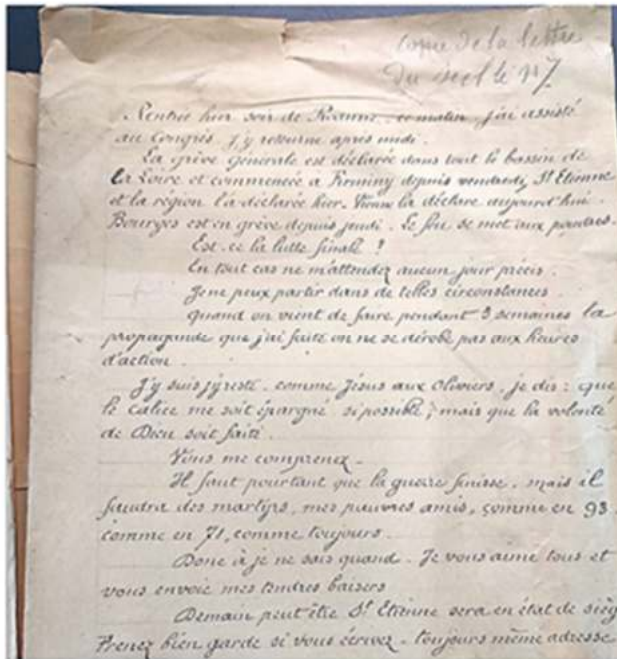 copie de la lettre
du scellé n°7
Rentrée hier soir de Roanne, ce matin j'ai assisté
au Congrès. J'y retourne après midi.
La grève générale est déclarée dans tout le bassin de
la Loire et commencée à Firminy depuis vendredi, St Etienne
et la région l'a déclarée hier. Vienne la déclare aujourd'hui.
Bourges est en grève depuis jeudi. Le feu se met aux poudres.
Est-ce la lutte finale ?
En tout cas ne m'attendez aucun jour précis.
Je ne peux partir dans de telles circonstances.
Quand on vient de faire pendant 3 semaines la
propagande que j'ai faite on ne se dérobe pas aux heures
d'action.
J'y suis j'y reste. comme Jésus aux Oliviers, je dis : que
le calice me soit épargné si possible, mais que la volonté
de Dieu soit faite.
Vous me comprenez.
Il faut pourtant que la guerre finisse, mais il
faudra des martyrs, mes pauvres amis, comme en 93
comme en 71, comme toujours.
Donc à je ne sais quand. Je vous aime tous et
vous envoie mes tendres baisers
Demain peut être St Etienne sera en état de sièg
Prenez bien garde si vous écrivez - toujours même adresse